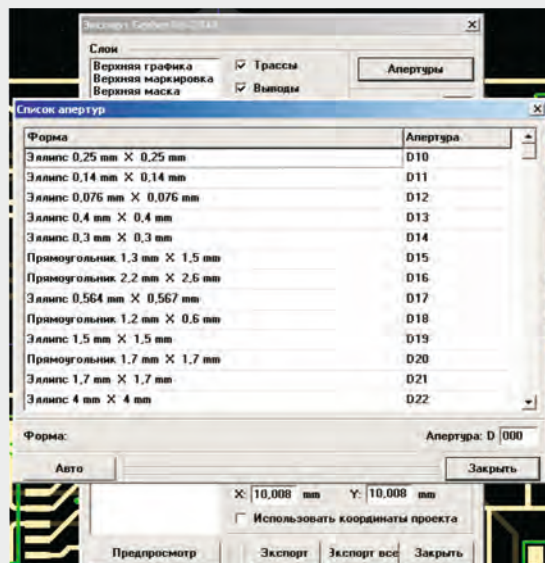 Экспорт Gerber RS-274X
Слои
Верхняя графика
Верхняя маркировка
Верхняя маска
Трассы
Выводы
Апертуры
Список апертур
Форма Апертура
Эллипс 0,25 mm X 0,25 mm D10
Эллипс 0,14 mm X 0,14 mm D11
Эллипс 0,076 mm X 0,076 mm D12
Эллипс 0,4 mm X 0,4 mm D13
Эллипс 0,3 mm X 0,3 mm D14
Прямоугольник 1,3 mm X 1,5 mm D15
Прямоугольник 2,2 mm X 2,6 mm D16
Эллипс 0,564 mm X 0,567 mm D17
Прямоугольник 1,2 mm X 0,6 mm D18
Эллипс 1,5 mm X 1,5 mm D19
Прямоугольник 1,7 mm X 1,7 mm D20
Эллипс 1,7 mm X 1,7 mm D21
Эллипс 4 mm X 4 mm D22
Форма: Апертура: D 000
Авто Закрыть
X: 10,008 mm Y: 10,008 mm
Использовать координаты проекта
Предпросмотр Экспорт Экспорт все Закрыть